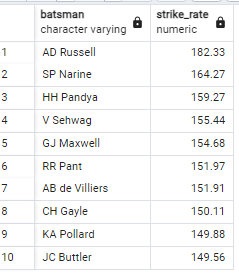 batsman strike_rate
character varying numeric
1 AD Russell 182.33
2 SP Narine 164.27
3 HH Pandya 159.27
4 V Sehwag 155.44
5 GJ Maxwell 154.68
6 RR Pant 151.97
7 AB de Villiers 151.91
8 CH Gayle 150.11
9 KA Pollard 149.88
10 JC Buttler 149.56